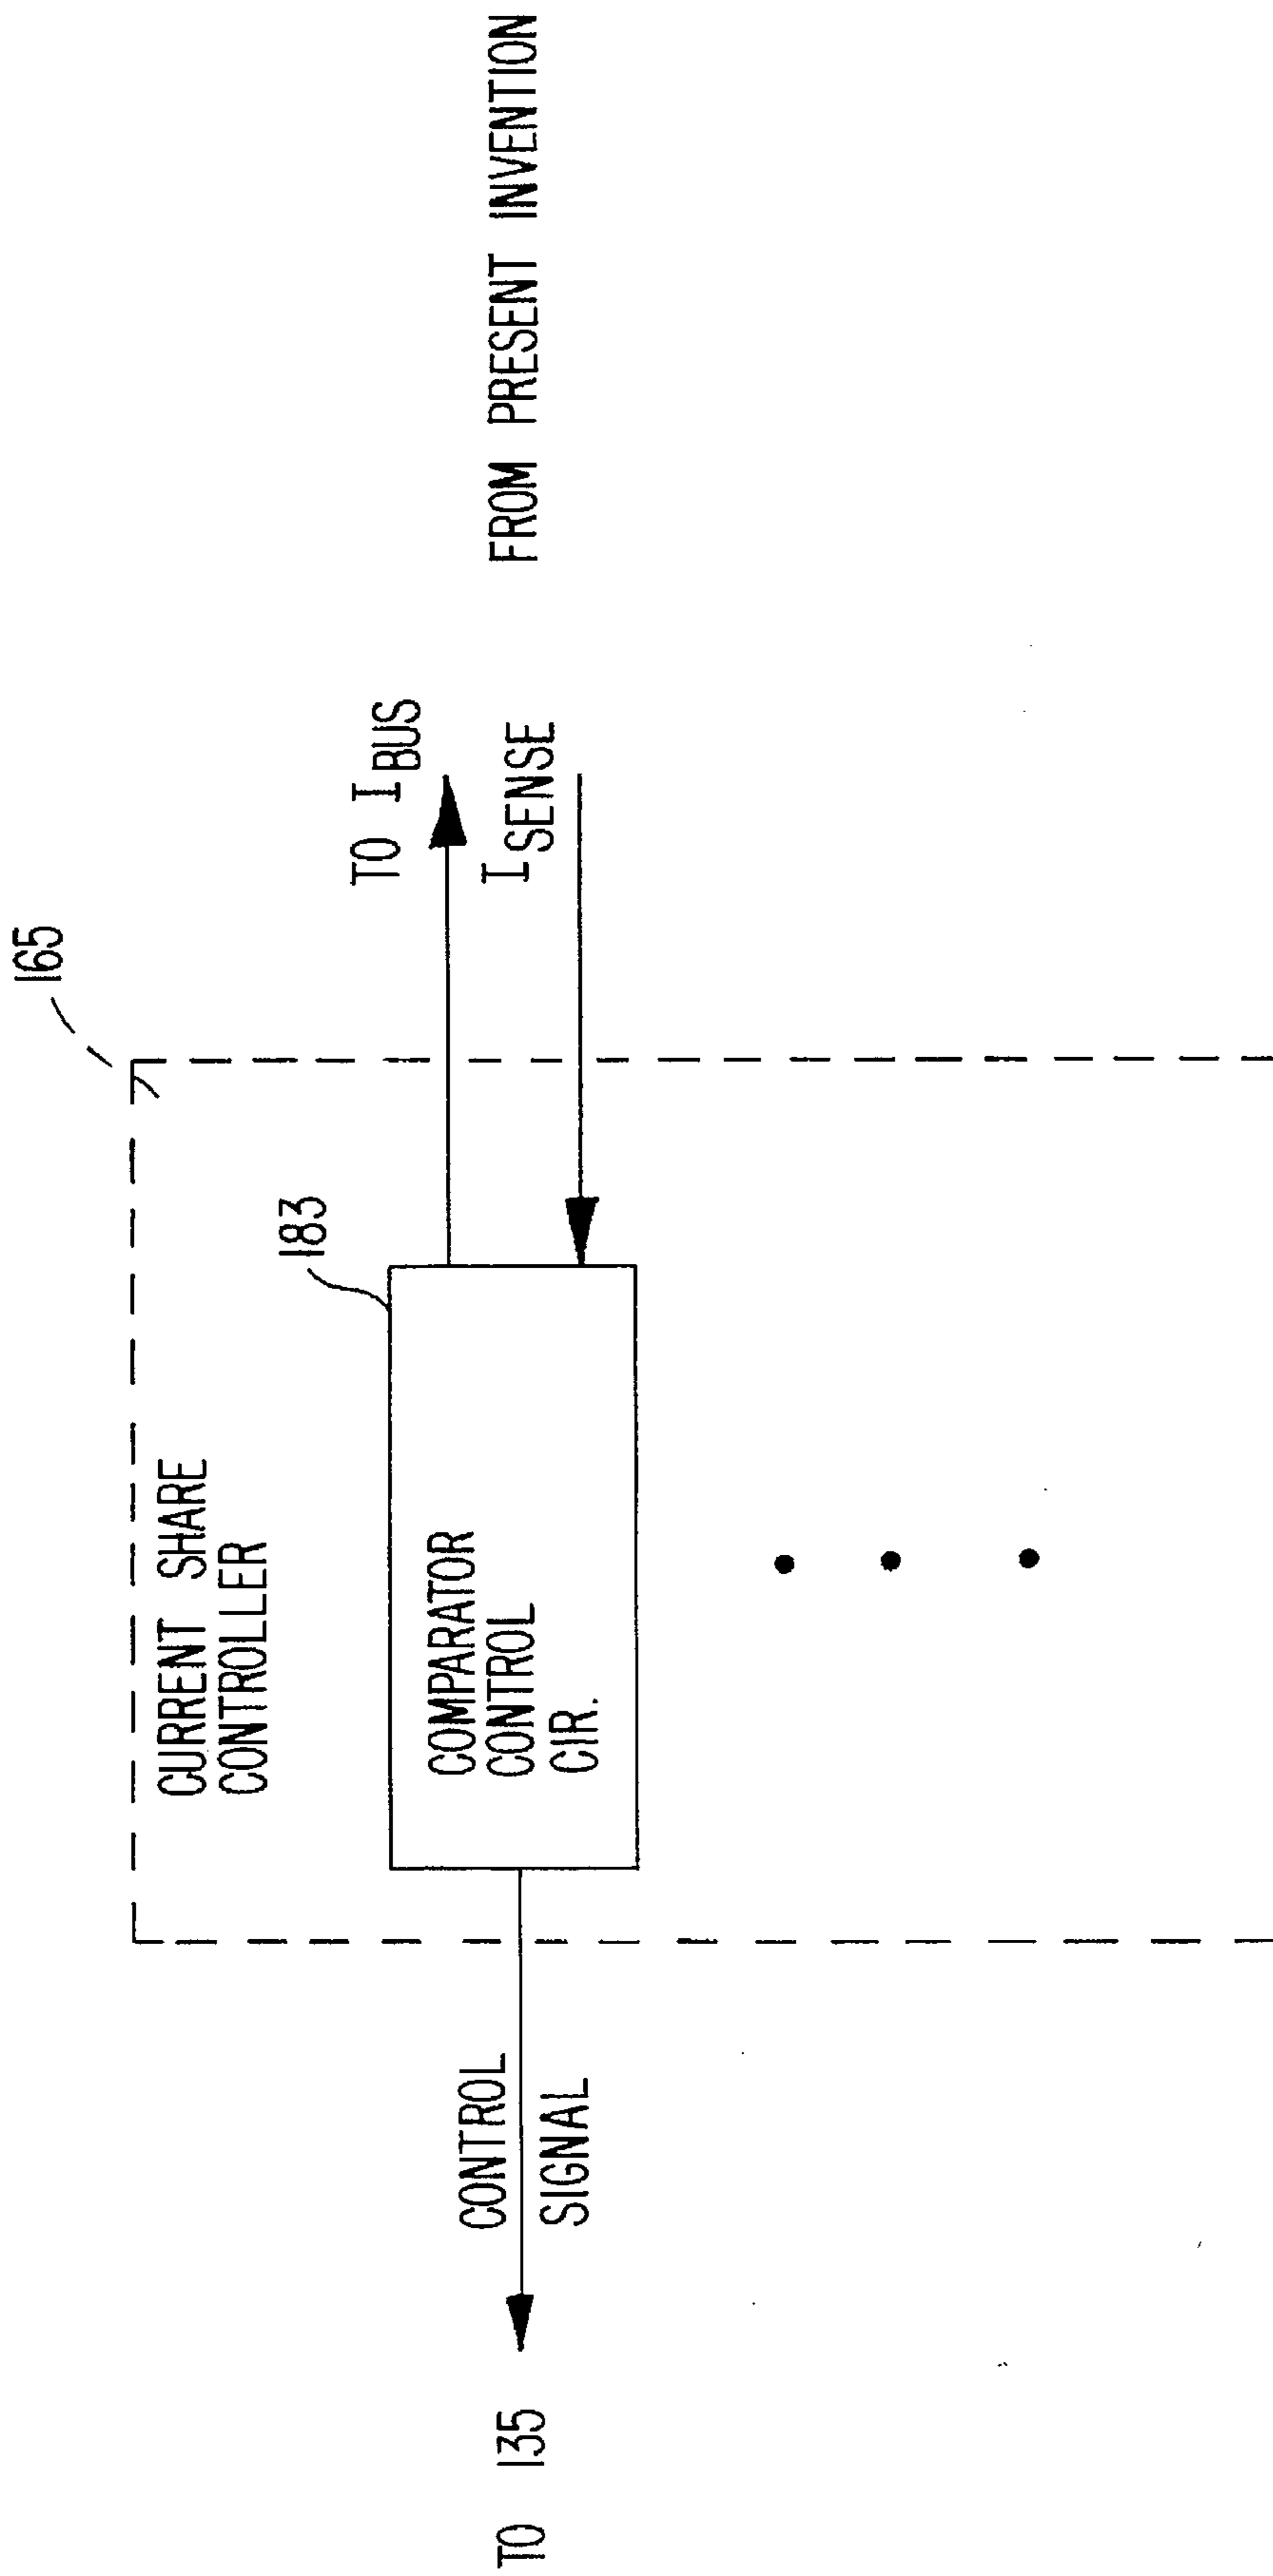 165
CURRENT SHARE
CONTROLLER
183
COMPARATOR
CONTROL
CIR.
TO I BUS
I SENSE
FROM PRESENT INVENTION
CONTROL
SIGNAL
TO 135